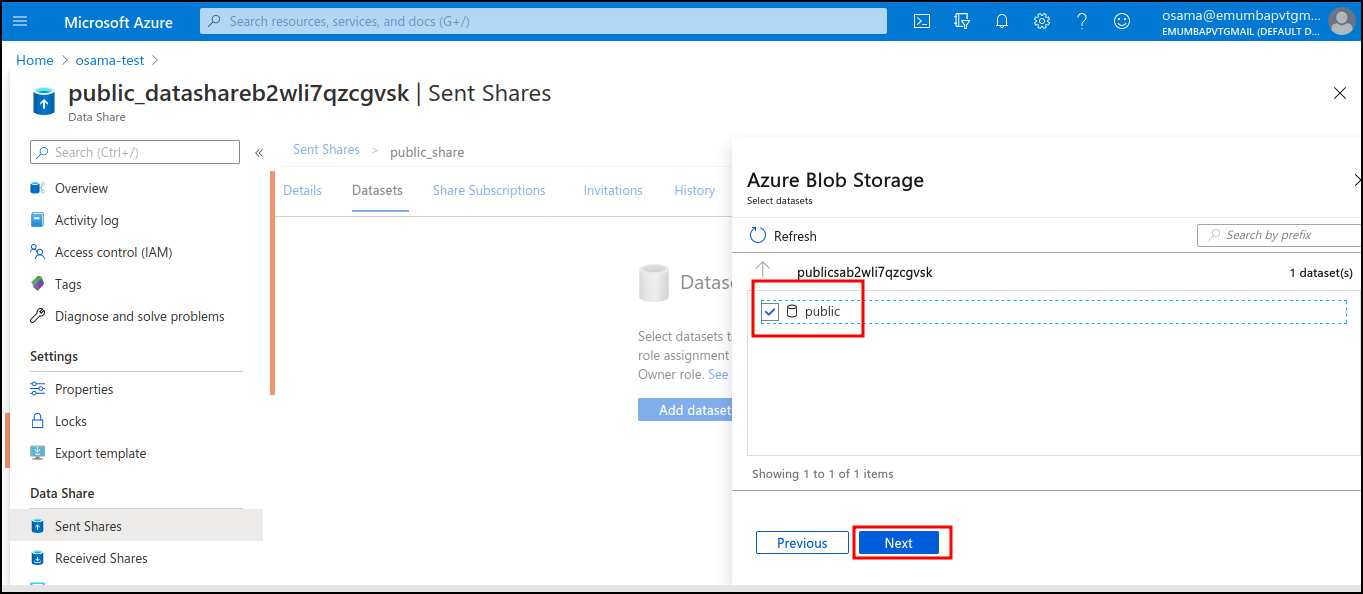 Microsoft Azure
Search resources, services, and docs (G+/)
osama@emumbapvtgm...
EMUMBAPVTGMAIL (DEFAULT D...
Home > osama-test >
public_datashareb2wli7qzcgvsk | Sent Shares
Data Share
Search (Ctrl+/)
«
Overview
Activity log
Access control (IAM)
Tags
Diagnose and solve problems
Settings
Properties
Locks
Export template
Data Share
Sent Shares
Received Shares
Sent Shares > public_share
Details
Datasets
Share Subscriptions
Invitations
History
Datase
Select datasets t
role assignment
Owner role. See
Add dataset
Azure Blob Storage
Select datasets
Refresh
Search by prefix
publicsab2wli7qzcgvsk
1 dataset(s)
public
Showing 1 to 1 of 1 items
Previous
Next